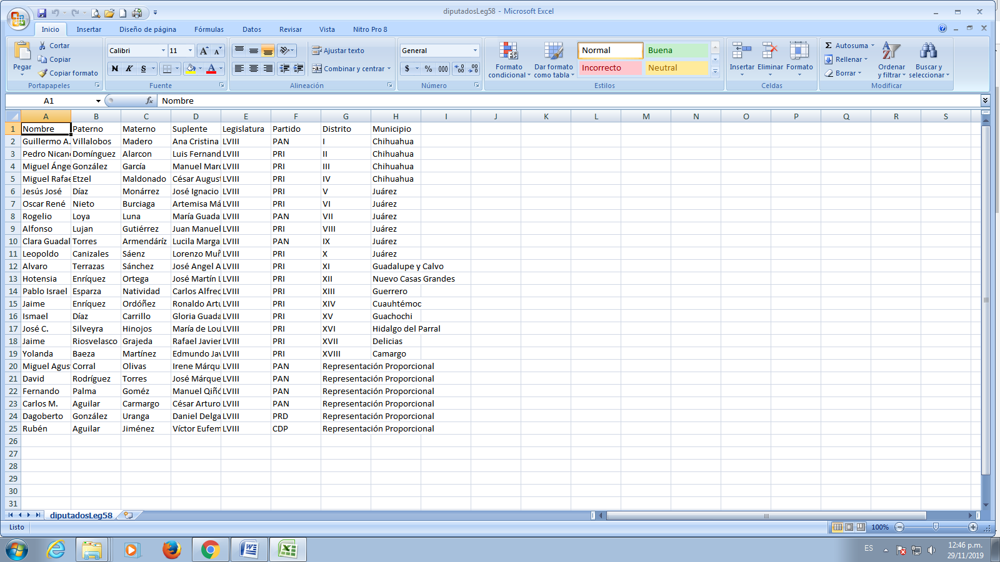 diputadosLeg58 - Microsoft Excel
Inicio Insertar Diseño de página Fórmulas Datos Revisar Vista Nitro Pro 8
Pegar Cortar Copiar Copiar formato Portapapeles
Calibri 11 N K S Fuente
Ajustar texto Combinar y centrar Alineación
General $ % 000 Número
Formato condicional Dar formato como tabla Normal Buena Incorrecto Neutral Estilos
Insertar Eliminar Formato Celdas
Σ Autosuma Rellenar Borrar Ordenar y filtrar Buscar y seleccionar Modificar
A1 fx Nombre
A B C D E F G H I J K L M N O P Q R S
1 Nombre Paterno Materno Suplente Legislatura Partido Distrito Municipio
2 Guillermo A. Villalobos Madero Ana Cristina LVIII PAN I Chihuahua
3 Pedro Nicano Domínguez Alarcon Luis Fernand LVIII PRI II Chihuahua
4 Miguel Ánge González García Manuel Marc LVIII PRI III Chihuahua
5 Miguel Rafae Etzel Maldonado César August LVIII PRI IV Chihuahua
6 Jesús José Díaz Monárrez José Ignacio LVIII PRI V Juárez
7 Oscar René Nieto Burciaga Artemisa Má LVIII PRI VI Juárez
8 Rogelio Loya Luna María Guada LVIII PAN VII Juárez
9 Alfonso Lujan Gutiérrez Juan Manuel LVIII PRI VIII Juárez
10 Clara Guadal Torres Armendáríz Lucila Marga LVIII PAN IX Juárez
11 Leopoldo Canizales Sáenz Lorenzo Muñ LVIII PRI X Juárez
12 Alvaro Terrazas Sánchez José Angel A LVIII PRI XI Guadalupe y Calvo
13 Hotensia Enríquez Ortega José Martín L LVIII PRI XII Nuevo Casas Grandes
14 Pablo Israel Esparza Natividad Carlos Alfred LVIII PRI XIII Guerrero
15 Jaime Enríquez Ordóñez Ronaldo Artu LVIII PRI XIV Cuauhtémoc
16 Ismael Díaz Carrillo Gloria Guada LVIII PRI XV Guachochi
17 José C. Silveyra Hinojos María de Lou LVIII PRI XVI Hidalgo del Parral
18 Jaime Riosvelasco Grajeda Rafael Javier LVIII PRI XVII Delicias
19 Yolanda Baeza Martínez Edmundo Jav LVIII PRI XVIII Camargo
20 Miguel Agus Corral Olivas Irene Márqu LVIII PAN Representación Proporcional
21 David Rodríguez Torres José Márque LVIII PAN Representación Proporcional
22 Fernando Palma Goméz Manuel Qiñó LVIII PAN Representación Proporcional
23 Carlos M. Aguilar Carmargo César Arturo LVIII PAN Representación Proporcional
24 Dagoberto González Uranga Daniel Delga LVIII PRD Representación Proporcional
25 Rubén Aguilar Jiménez Víctor Eufem LVIII CDP Representación Proporcional
26
27
28
29
30
31
diputadosLeg58
Listo 100%
ES 12:46 p.m.
29/11/2019